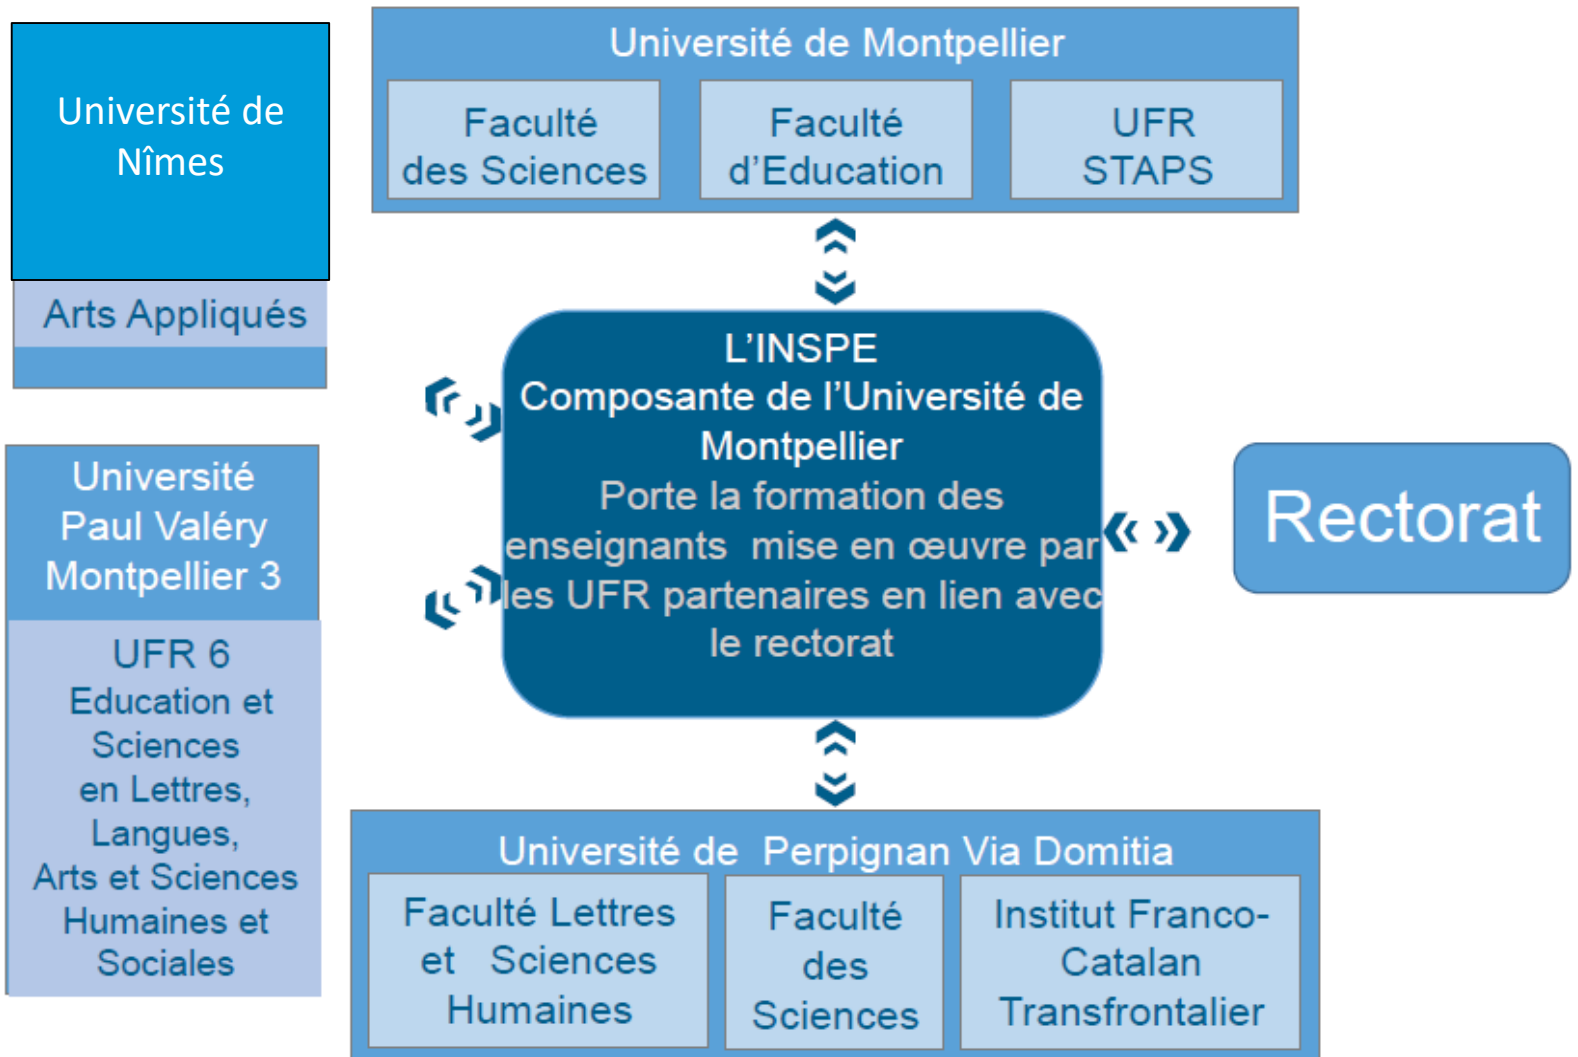 Université de
Nîmes
Arts Appliqués
Université de Montpellier
Faculté
des Sciences
Faculté
d'Education
UFR
STAPS
L'INSPE
Composante de l'Université de
Montpellier
Porte la formation des
enseignants mise en œuvre par
les UFR partenaires en lien avec
le rectorat
Rectorat
Université
Paul Valéry
Montpellier 3
UFR 6
Education et
Sciences
en Lettres,
Langues,
Arts et Sciences
Humaines et
Sociales
Université de Perpignan Via Domitia
Faculté Lettres
et Sciences
Humaines
Faculté
des
Sciences
Institut Franco-
Catalan
Transfrontalier